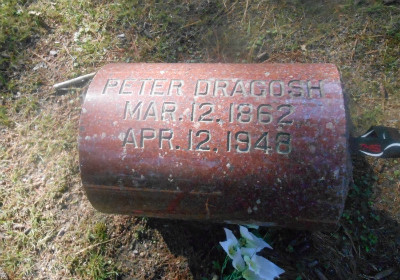 PETER DRAGOSH
MAR. 12. 1862
APR. 12. 1948